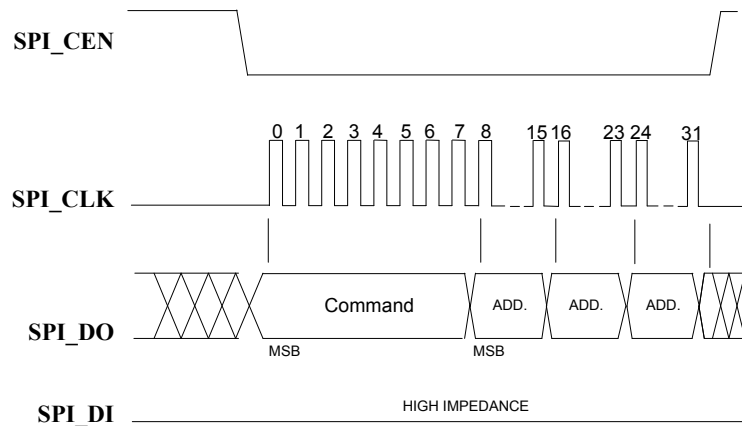 SPI_CEN
0 1 2 3 4 5 6 7 8 15 16 23 24 31
SPI_CLK
Command ADD. ADD. ADD.
SPI_DO
MSB MSB
HIGH IMPEDANCE
SPI_DI